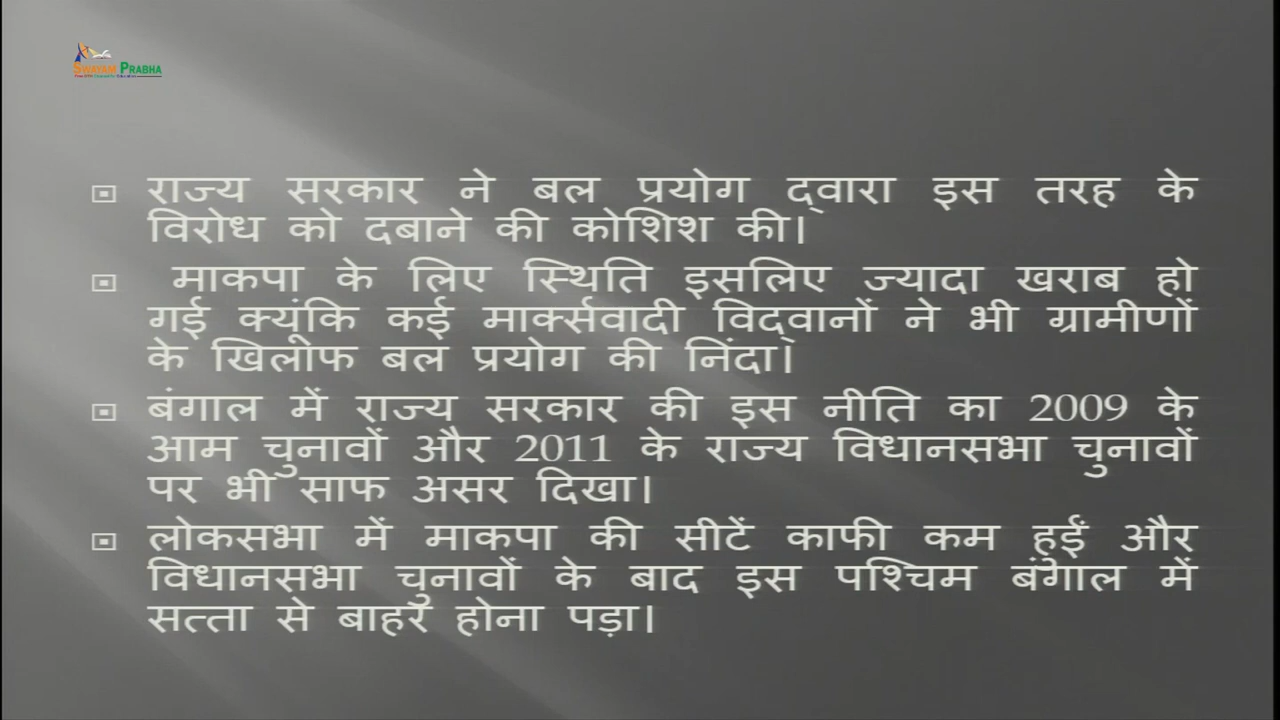 SWAYAM PRABHA
राज्य सरकार ने बल प्रयोग द्वारा इस तरह के
विरोध को दबाने की कोशिश की।
माकपा के लिए स्थिति इसलिए ज्यादा खराब हो
गई क्यूंकि कई मार्क्सवादी विद्वानों ने भी ग्रामीणों
के खिलाफ बल प्रयोग की निंदा।
बंगाल में राज्य सरकार की इस नीति का 2009 के
आम चुनावों और 2011 के राज्य विधानसभा चुनावों
पर भी साफ असर दिखा।
लोकसभा में माकपा की सीटें काफी कम हुईं और
विधानसभा चुनावों के बाद इस पश्चिम बंगाल में
सत्ता से बाहर होना पड़ा।